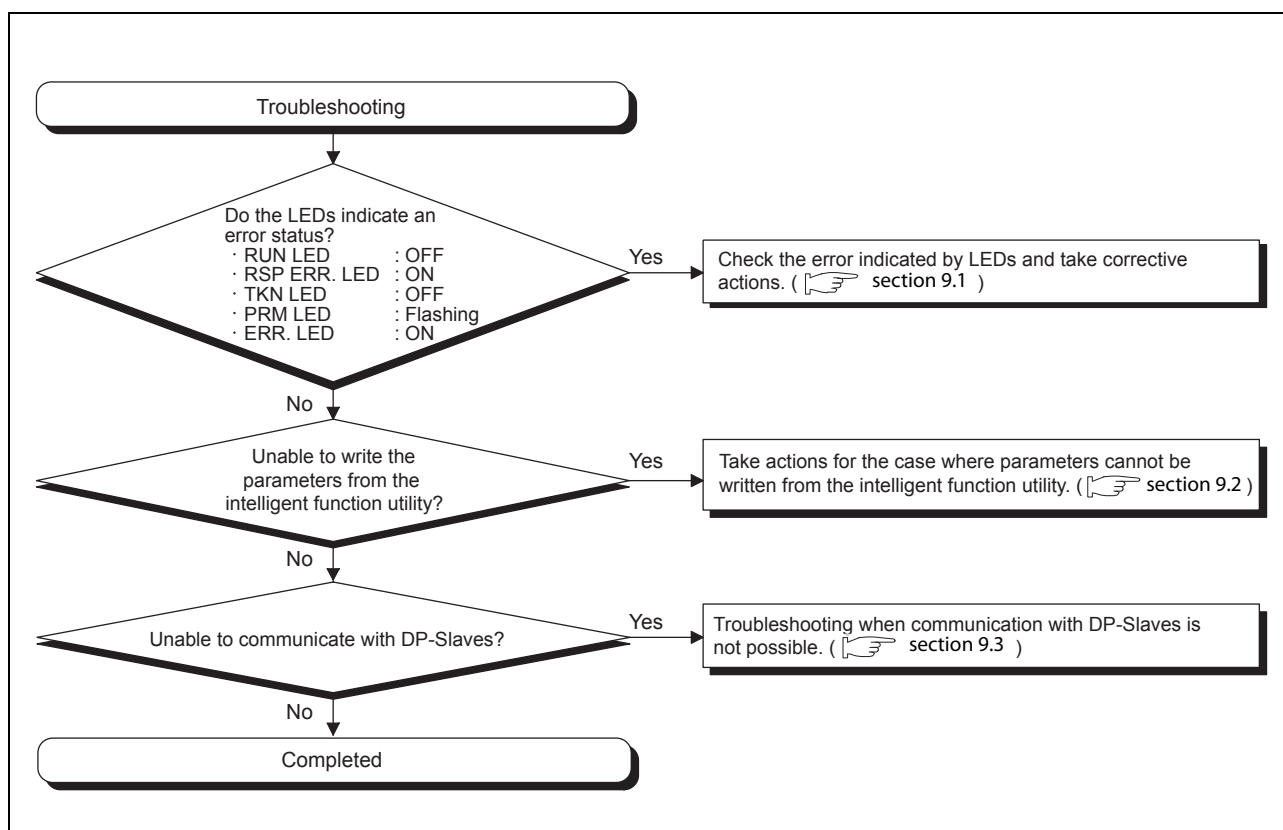 Troubleshooting
Do the LEDs indicate an
error status?
· RUN LED : OFF
· RSP ERR. LED : ON
· TKN LED : OFF
· PRM LED : Flashing
· ERR. LED : ON
Yes
Check the error indicated by LEDs and take corrective
actions. ( section 9.1 )
No
Unable to write the
parameters from the
intelligent function utility?
Yes
Take actions for the case where parameters cannot be
written from the intelligent function utility. ( section 9.2 )
No
Unable to communicate with DP-Slaves?
Yes
Troubleshooting when communication with DP-Slaves is
not possible. ( section 9.3 )
No
Completed